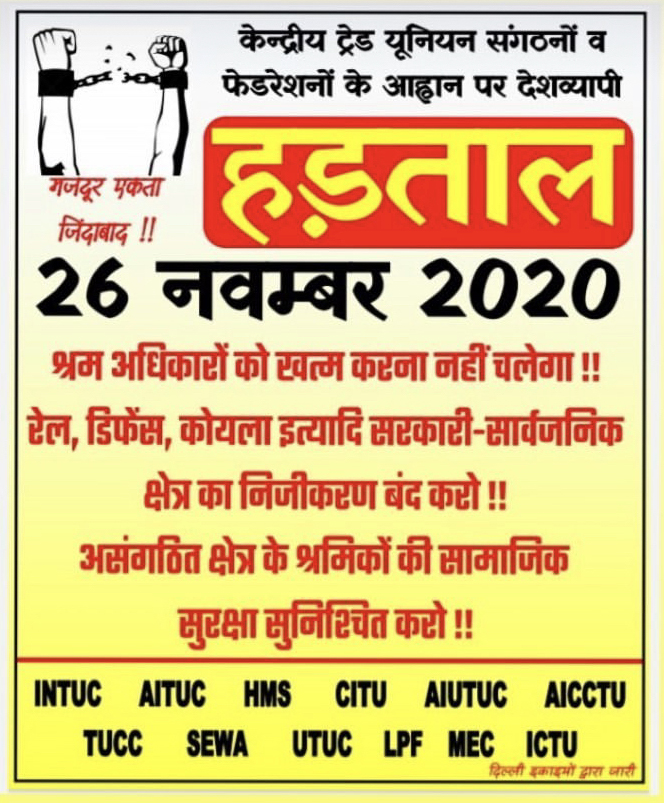 केन्द्रीय ट्रेड यूनियन संगठनों व
फेडरेशनों के आह्वान पर देशव्यापी
हड़ताल
मजदूर एकता
जिंदाबाद !!
26 नवम्बर 2020
श्रम अधिकारों को खत्म करना नहीं चलेगा !!
रेल, डिफेंस, कोयला इत्यादि सरकारी-सार्वजनिक
क्षेत्र का निजीकरण बंद करो !!
असंगठित क्षेत्र के श्रमिकों की सामाजिक
सुरक्षा सुनिश्चित करो !!
INTUC AITUC HMS CITU AIUTUC AICCTU
TUCC SEWA UTUC LPF MEC ICTU
दिल्ली इकाइयों द्वारा जारी